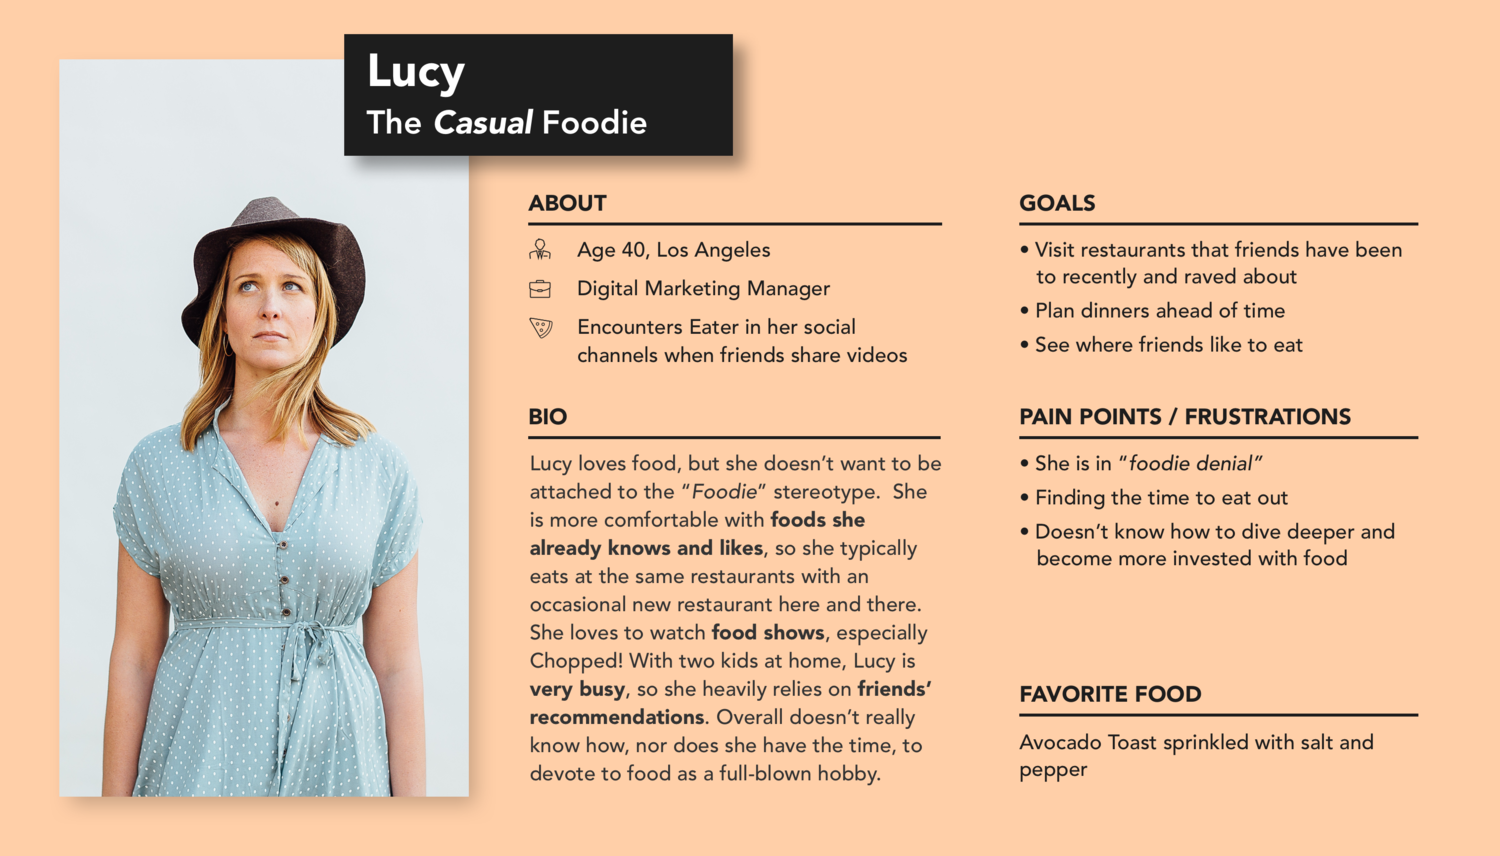 Lucy
The Casual Foodie
ABOUT
Age 40, Los Angeles
Digital Marketing Manager
Encounters Eater in her social
channels when friends share videos
BIO
Lucy loves food, but she doesn’t want to be
attached to the “Foodie” stereotype.  She
is more comfortable with foods she
already knows and likes, so she typically
eats at the same restaurants with an
occasional new restaurant here and there.
She loves to watch food shows, especially
Chopped! With two kids at home, Lucy is
very busy, so she heavily relies on friends’
recommendations. Overall doesn’t really
know how, nor does she have the time, to
devote to food as a full-blown hobby.
GOALS
• Visit restaurants that friends have been
to recently and raved about
• Plan dinners ahead of time
• See where friends like to eat
PAIN POINTS / FRUSTRATIONS
• She is in “foodie denial”
• Finding the time to eat out
• Doesn’t know how to dive deeper and
become more invested with food
FAVORITE FOOD
Avocado Toast sprinkled with salt and
pepper